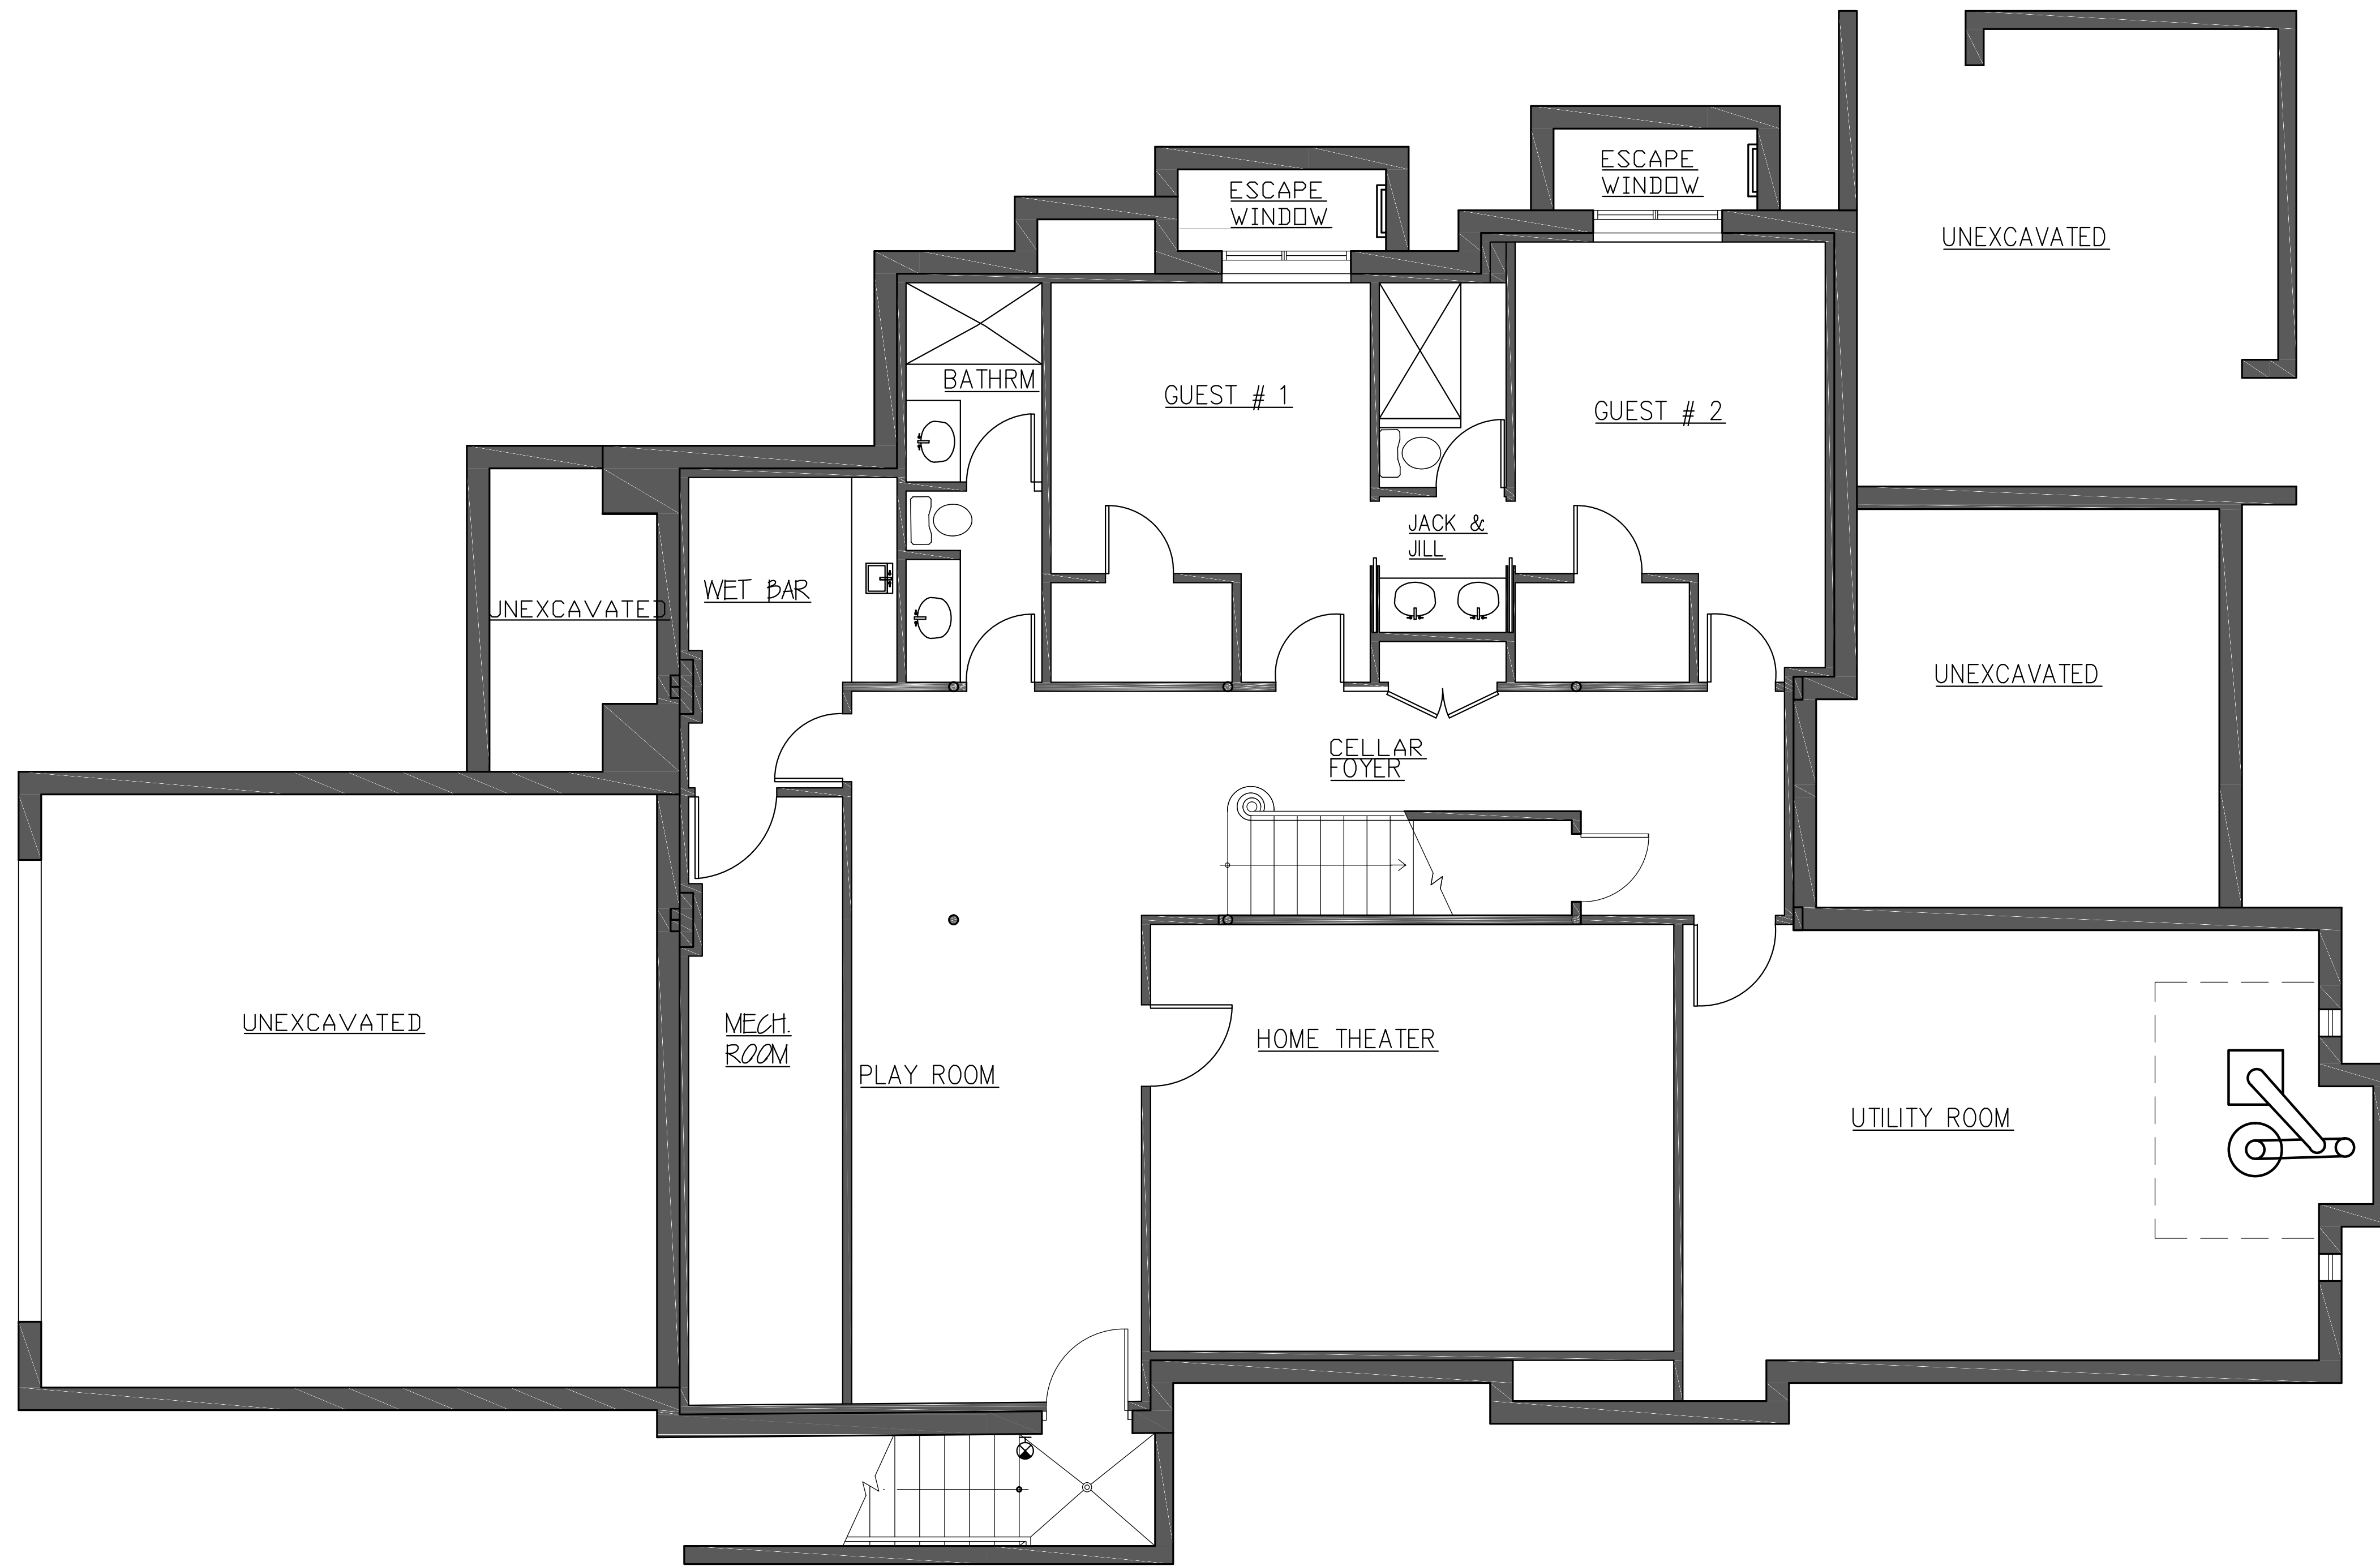 ESCAPE
WINDOW
ESCAPE
WINDOW
UNEXCAVATED
BATHRM
GUEST # 1
GUEST # 2
JACK &
JILL
WET BAR
UNEXCAVATED
UNEXCAVATED
CELLAR
FOYER
UNEXCAVATED
MECH.
ROOM
PLAY ROOM
HOME THEATER
UTILITY ROOM